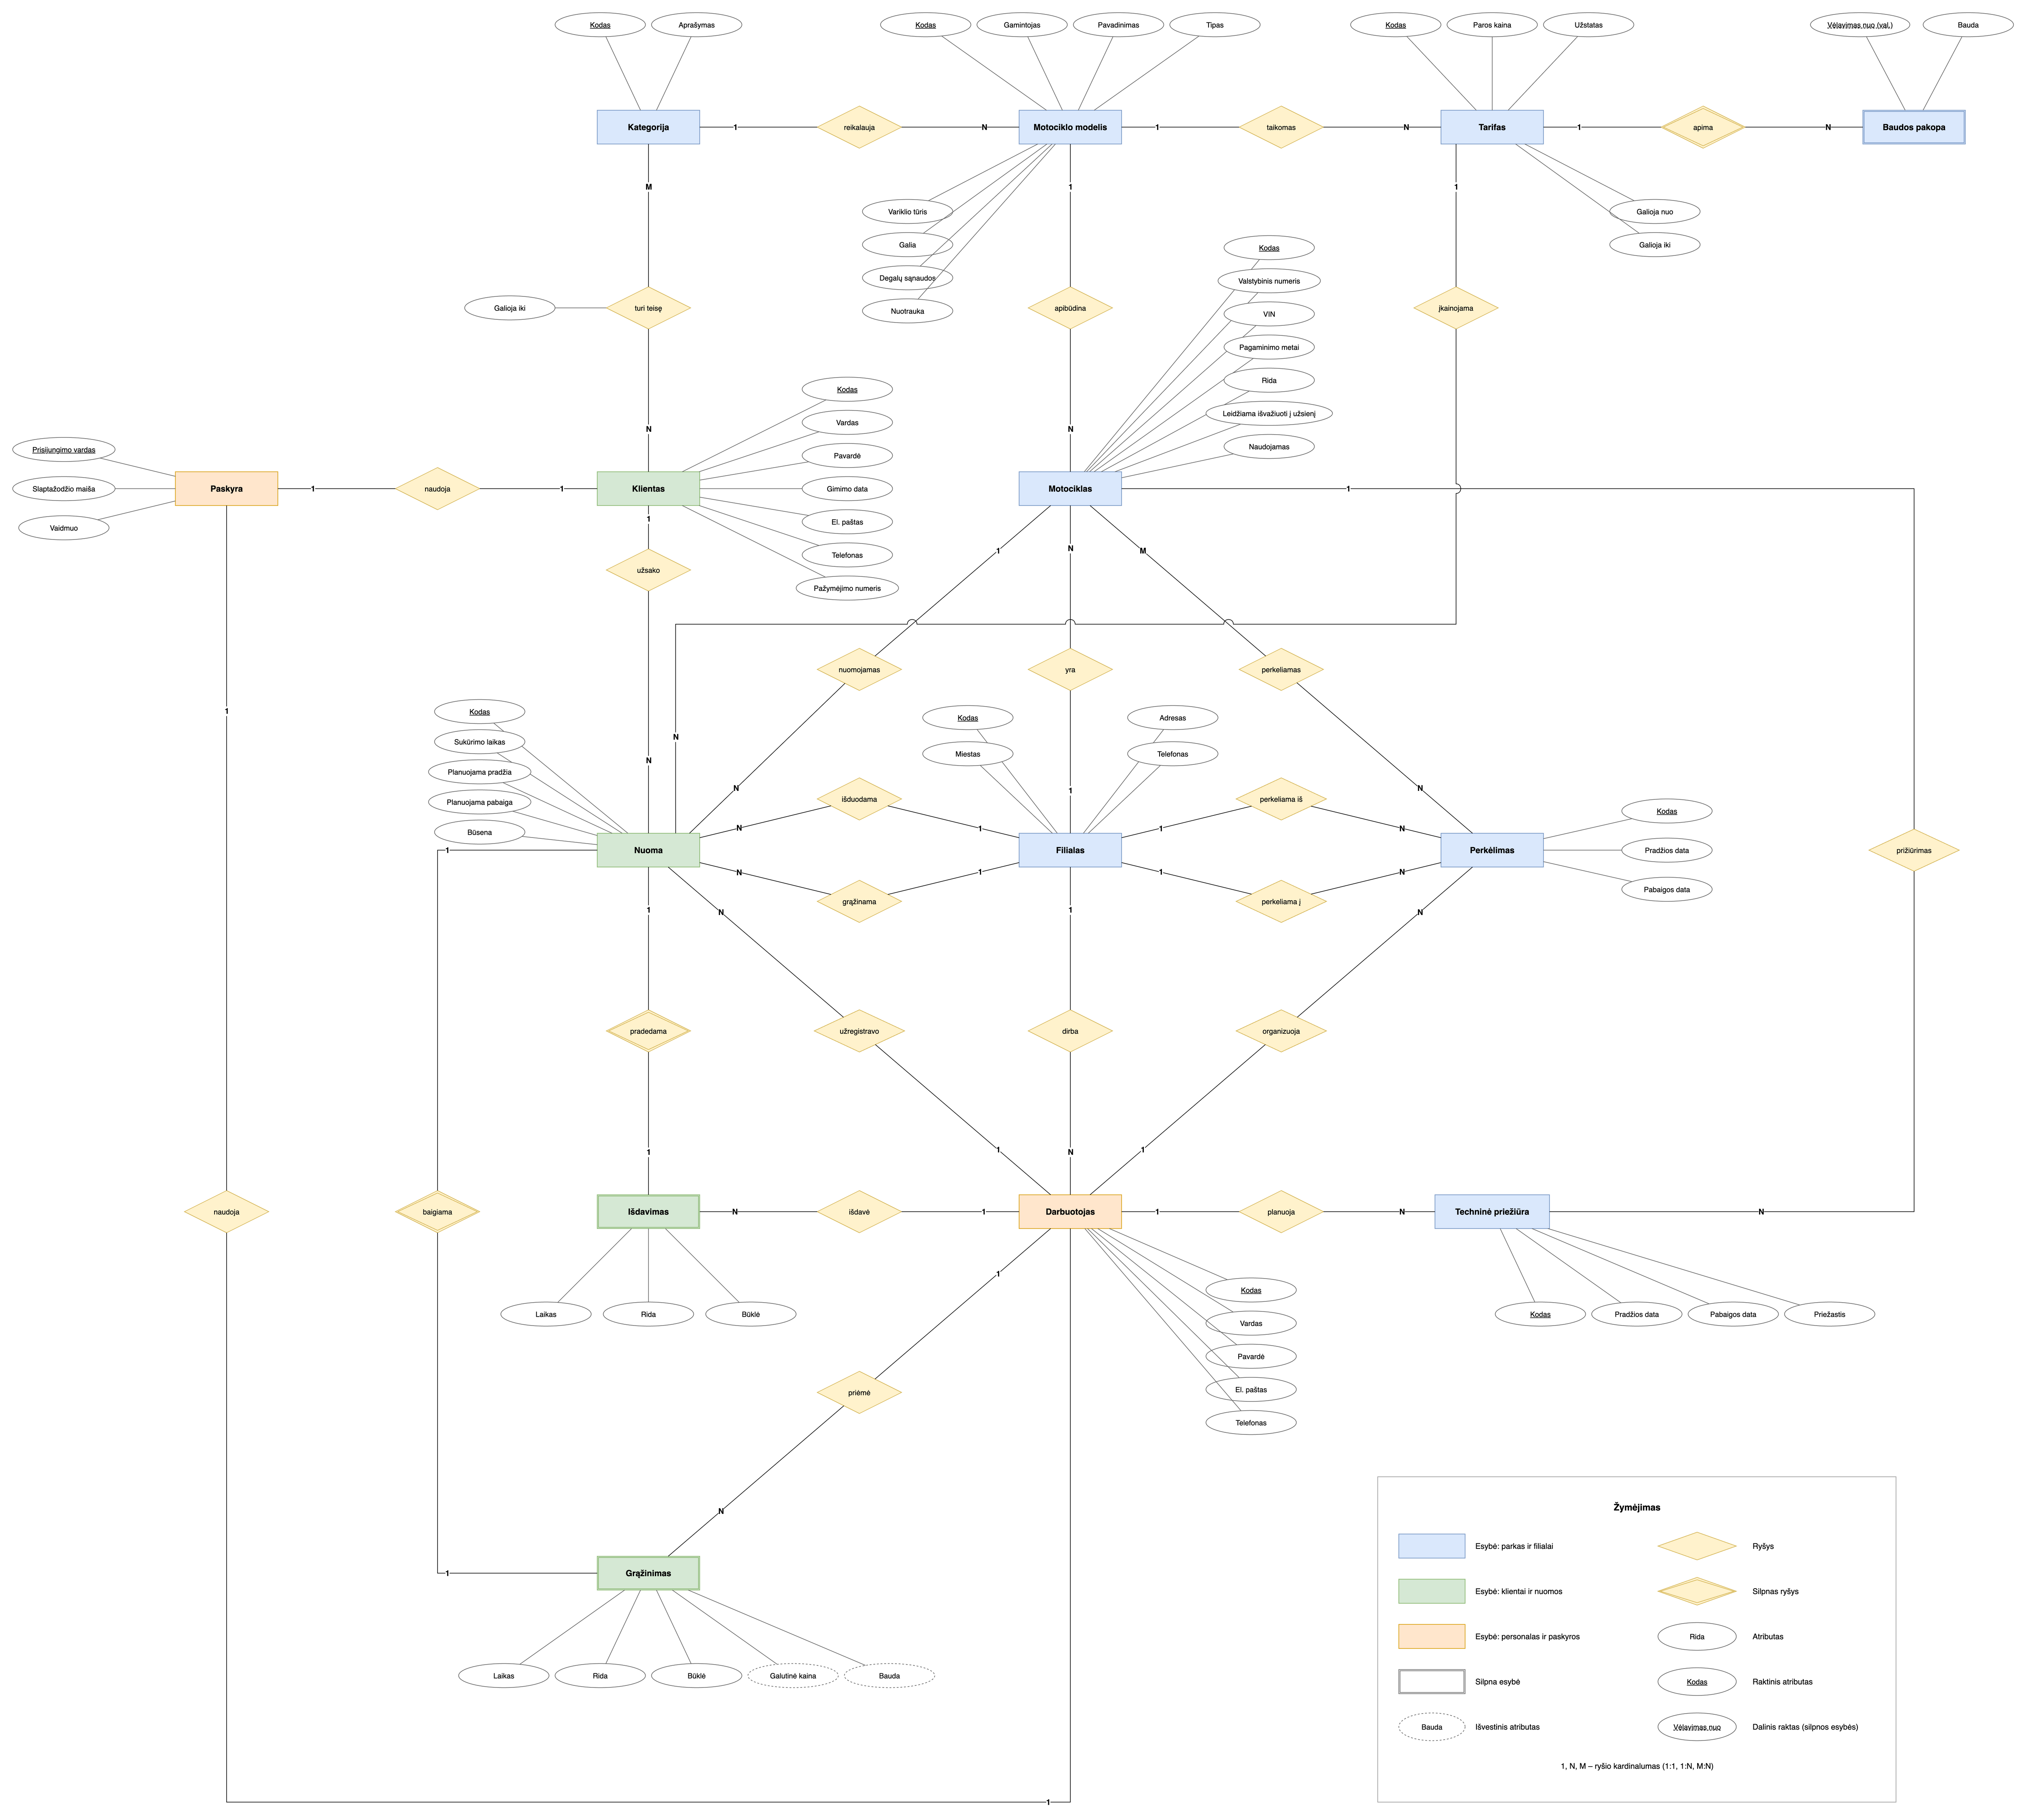 Kodas
Aprašymas
Kodas
Gamintojas
Pavadinimas
Tipas
Kodas
Paros kaina
Užstatas
Vėlavimas nuo (val.)
Bauda
Kategorija
1
reikalauja
N
Motociklo modelis
1
taikomas
N
Tarifas
1
apima
N
Baudos pakopa
M
1
1
Variklio tūris
Galia
Degalų sąnaudos
Nuotrauka
Galioja nuo
Galioja iki
Kodas
Valstybinis numeris
VIN
Pagaminimo metai
Rida
Leidžiama išvažiuoti į užsienį
Naudojamas
Galioja iki
turi teisę
apibūdina
įkainojama
N
N
Kodas
Vardas
Pavardė
Gimimo data
El. paštas
Telefonas
Pažymėjimo numeris
Prisijungimo vardas
Slaptažodžio maiša
Vaidmuo
Paskyra
1
naudoja
1
Klientas
Motociklas
1
1
užsako
1
N
M
nuomojamas
yra
perkeliamas
1
N
N
Kodas
Sukūrimo laikas
Planuojama pradžia
Planuojama pabaiga
Būsena
Kodas
Miestas
Adresas
Telefonas
N
1
N
N
išduodama
1
1
perkeliama iš
N
Kodas
Pradžios data
Pabaigos data
1
Nuoma
Filialas
Perkėlimas
prižiūrimas
N
grąžinama
1
1
perkeliama į
N
1
N
1
N
pradedama
užregistravo
dirba
organizuoja
1
1
N
1
naudoja
baigiama
Išdavimas
N
išdavė
1
Darbuotojas
1
planuoja
N
Techninė priežiūra
N
Laikas
Rida
Būklė
1
Kodas
Vardas
Pavardė
El. paštas
Telefonas
Kodas
Pradžios data
Pabaigos data
Priežastis
priėmė
N
1
Grąžinimas
Laikas
Rida
Būklė
Galutinė kaina
Bauda
1
Žymėjimas
Esybė: parkas ir filialai
Ryšys
Esybė: klientai ir nuomos
Silpnas ryšys
Esybė: personalas ir paskyros
Rida
Atributas
Silpna esybė
Kodas
Raktinis atributas
Bauda
Išvestinis atributas
Vėlavimas nuo
Dalinis raktas (silpnos esybės)
1, N, M – ryšio kardinalumas (1:1, 1:N, M:N)